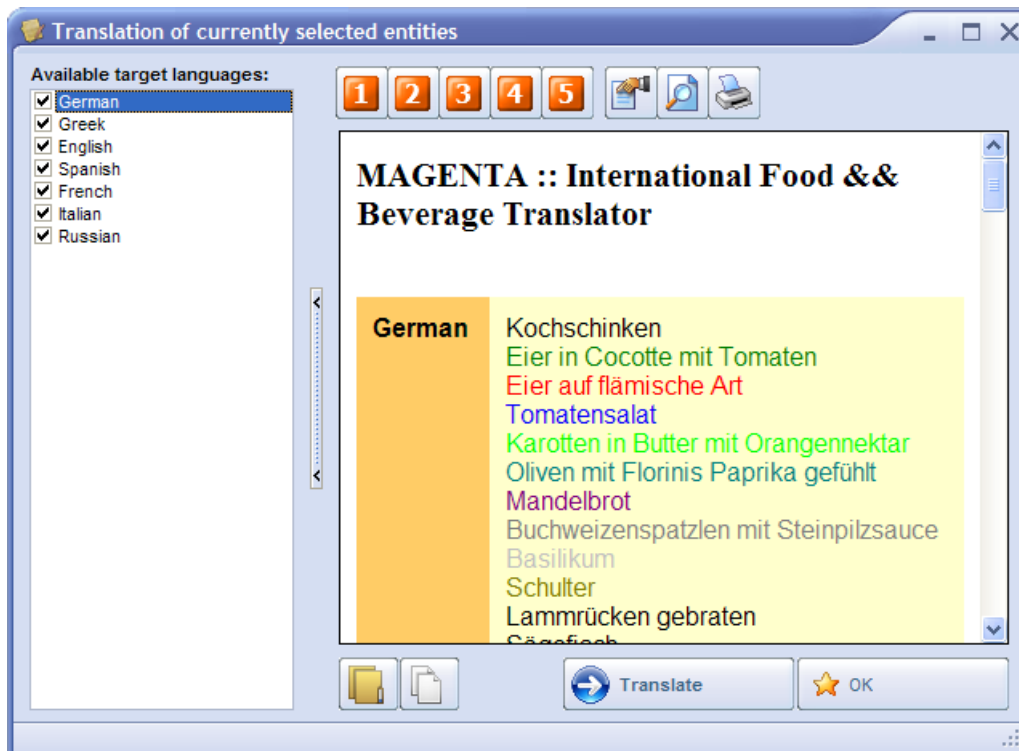 Translation of currently selected entities
Available target languages:
German
Greek
English
Spanish
French
Italian
Russian
1 2 3 4 5
MAGENTA :: International Food &&
Beverage Translator
German
Kochschinken
Eier in Cocotte mit Tomaten
Eier auf flämische Art
Tomatensalat
Karotten in Butter mit Orangennektar
Oliven mit Florinis Paprika gefühlt
Mandelbrot
Buchweizenspatzlen mit Steinpilzsauce
Basilikum
Schulter
Lammrücken gebraten
Translate
OK